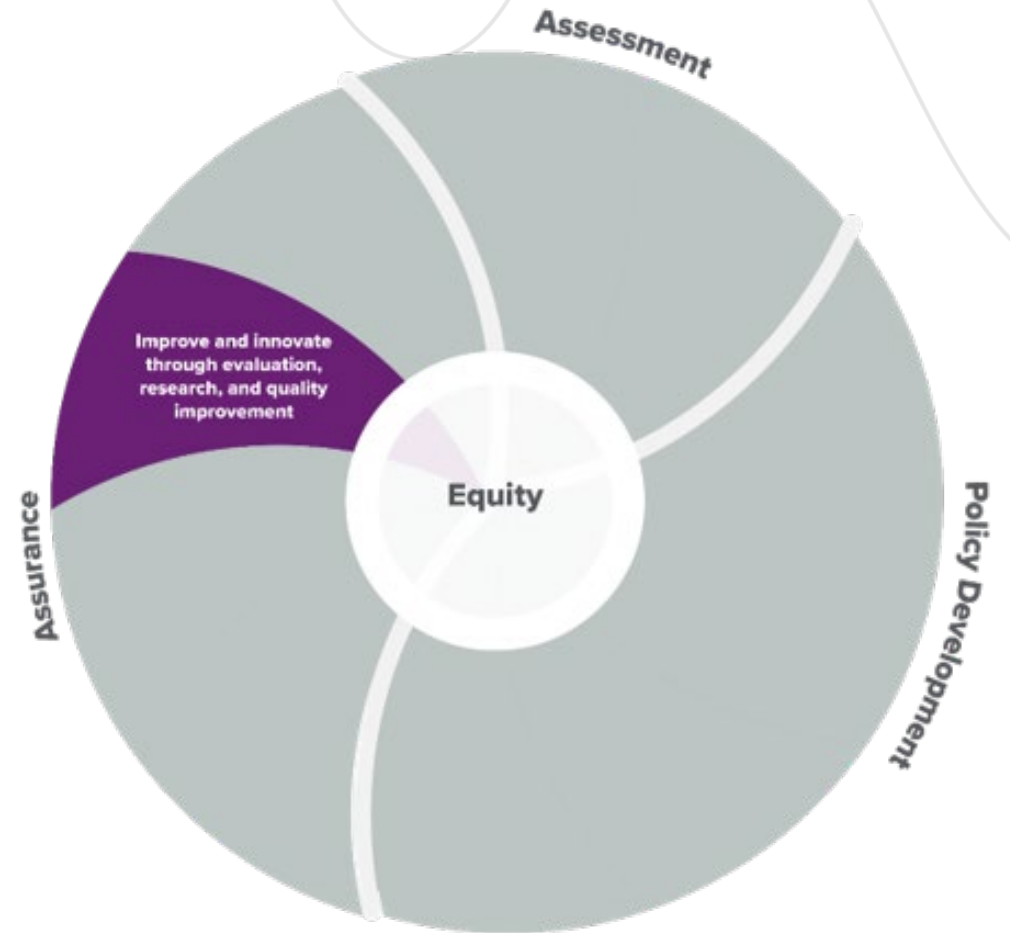 Assessment
Improve and innovate
through evaluation,
research, and quality
improvement
Equity
Policy Development
Assurance